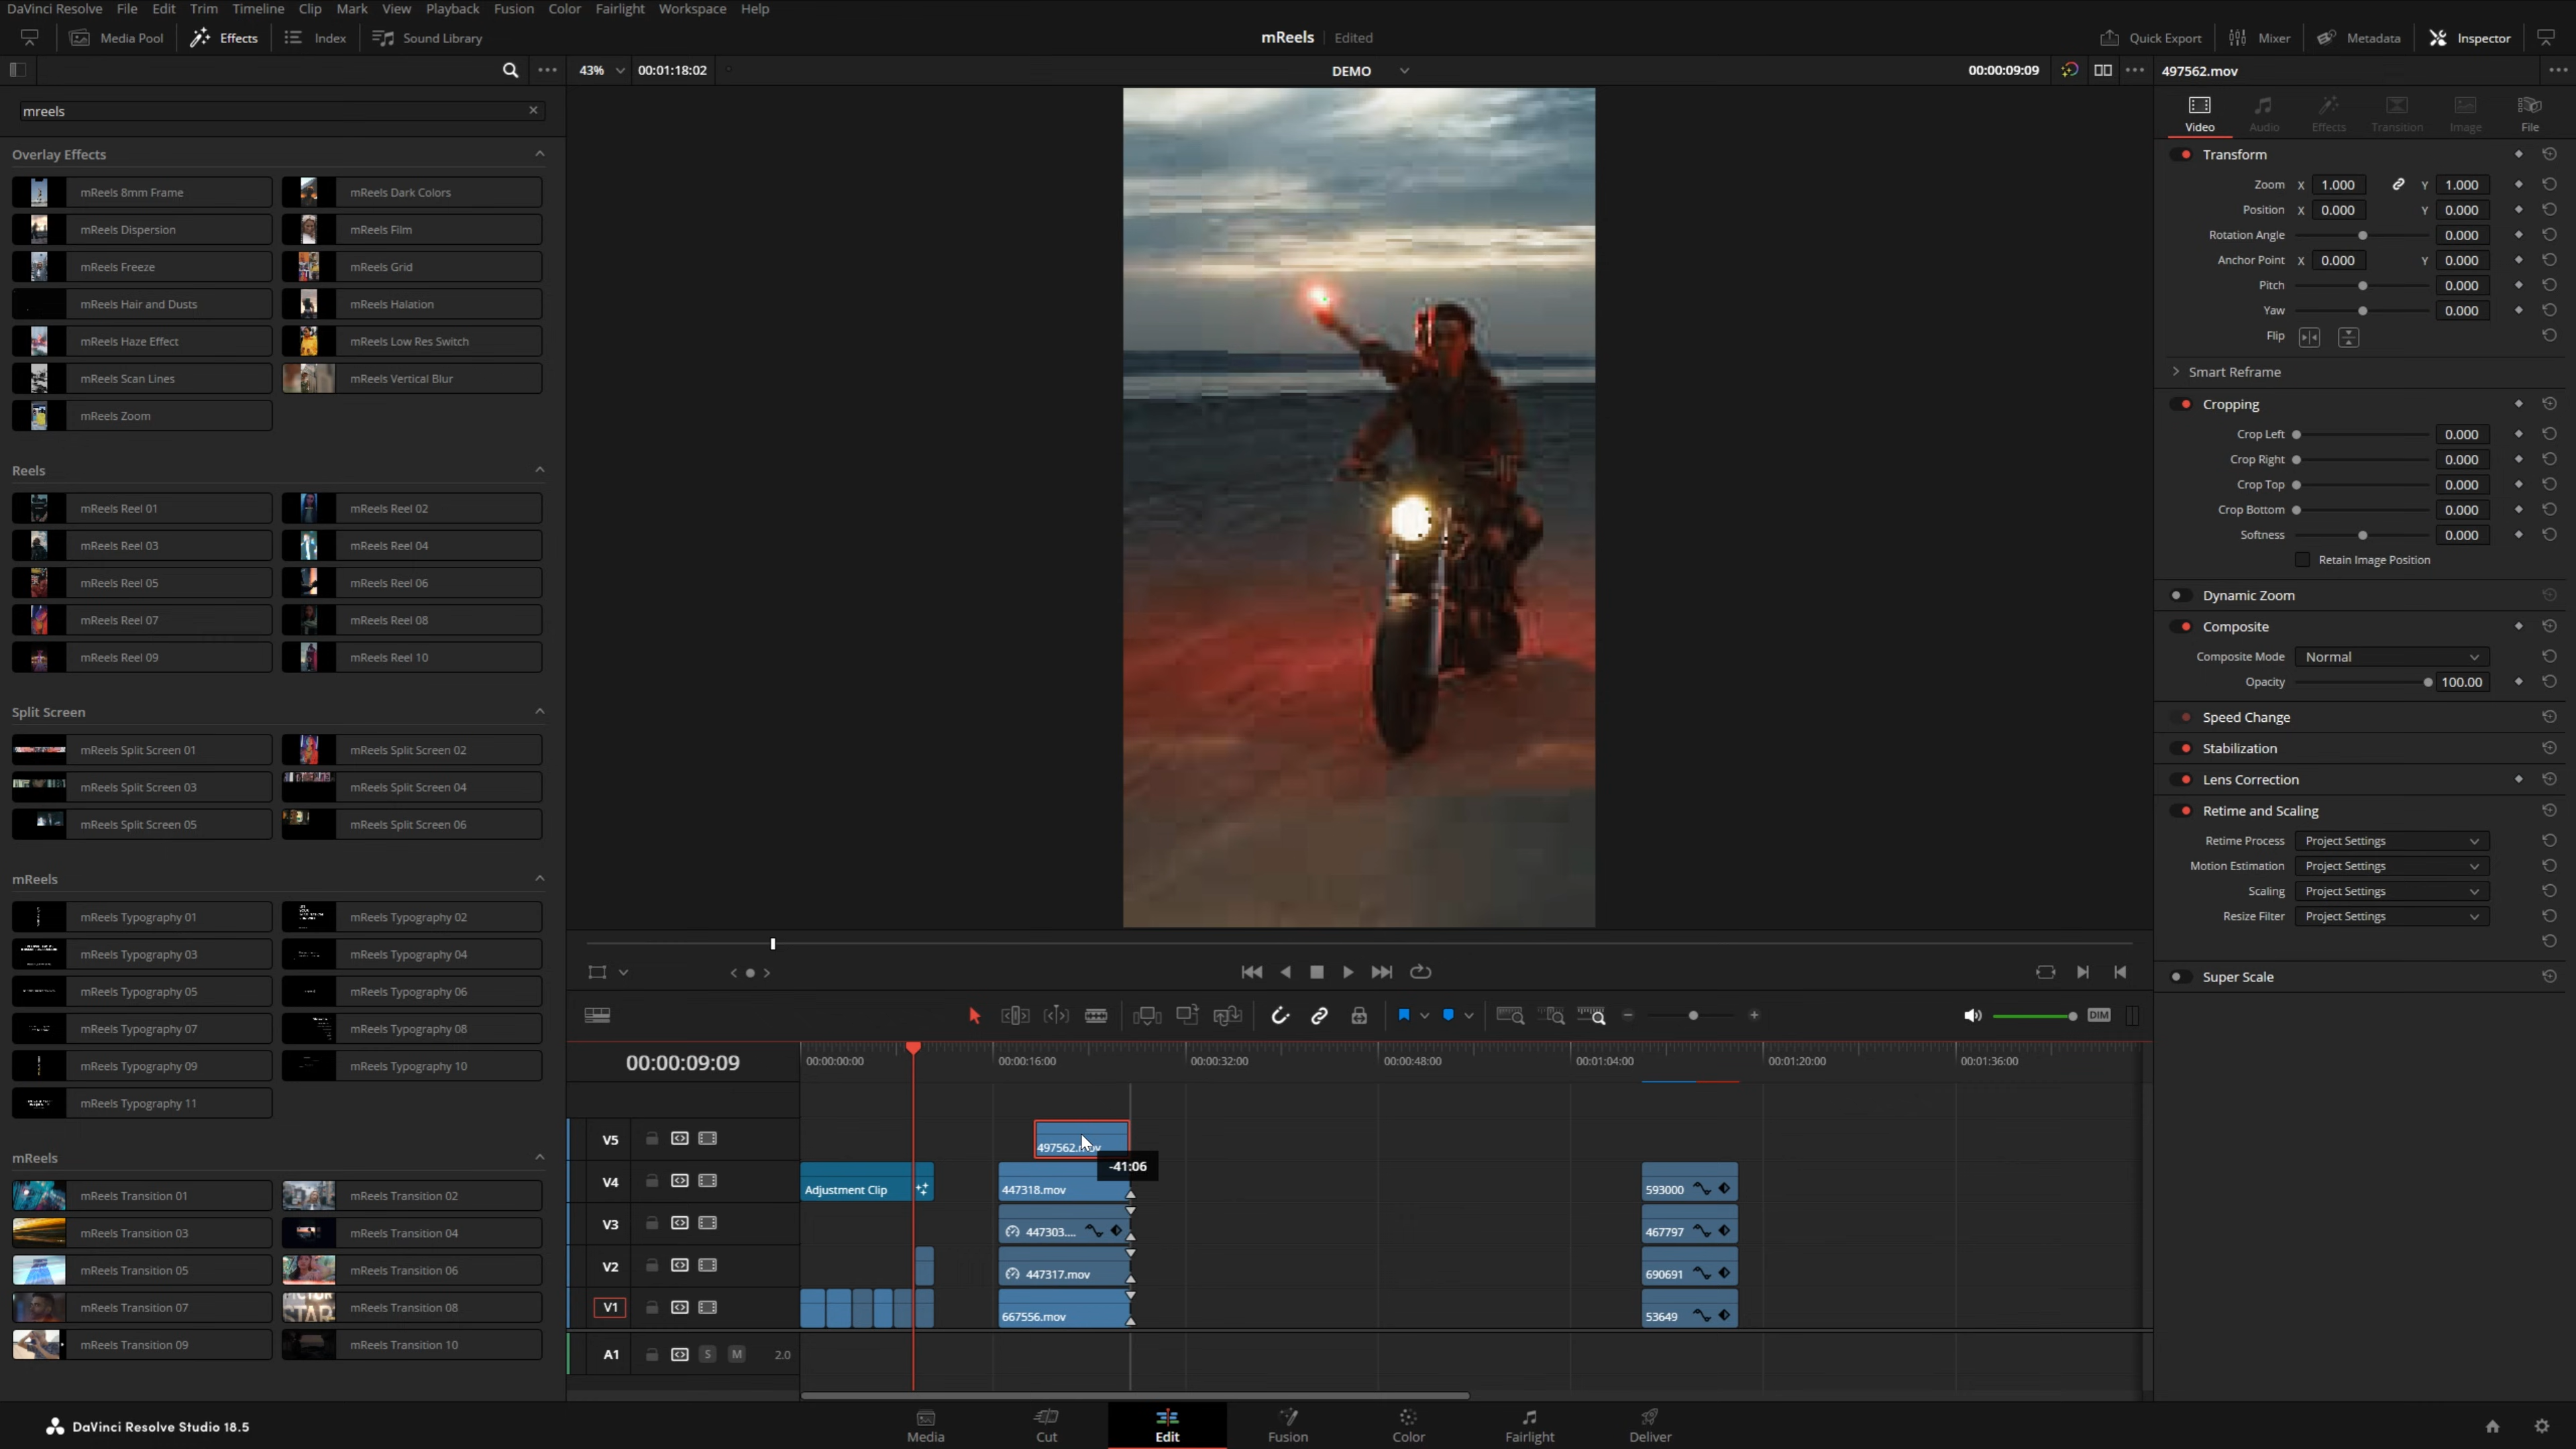 DaVinci Resolve File Edit Trim Timeline Clip Mark View Playback Fusion Color Fairlight Workspace Help
Media Pool Effects Index Sound Library
mReels Edited
Quick Export Mixer Metadata Inspector
43% 00:01:18:02
DEMO
00:00:09:09
497562.mov
mreels
Overlay Effects
mReels 8mm Frame mReels Dark Colors
mReels Dispersion mReels Film
mReels Freeze mReels Grid
mReels Hair and Dusts mReels Halation
mReels Haze Effect mReels Low Res Switch
mReels Scan Lines mReels Vertical Blur
mReels Zoom
Reels
mReels Reel 01 mReels Reel 02
mReels Reel 03 mReels Reel 04
mReels Reel 05 mReels Reel 06
mReels Reel 07 mReels Reel 08
mReels Reel 09 mReels Reel 10
Split Screen
mReels Split Screen 01 mReels Split Screen 02
mReels Split Screen 03 mReels Split Screen 04
mReels Split Screen 05 mReels Split Screen 06
mReels
mReels Typography 01 mReels Typography 02
mReels Typography 03 mReels Typography 04
mReels Typography 05 mReels Typography 06
mReels Typography 07 mReels Typography 08
mReels Typography 09 mReels Typography 10
mReels Typography 11
mReels
mReels Transition 01 mReels Transition 02
mReels Transition 03 mReels Transition 04
mReels Transition 05 mReels Transition 06
mReels Transition 07 mReels Transition 08
mReels Transition 09 mReels Transition 10
Video Audio Effects Transition Image File
Transform
Zoom X 1.000 Y 1.000
Position X 0.000 Y 0.000
Rotation Angle 0.000
Anchor Point X 0.000 Y 0.000
Pitch 0.000
Yaw 0.000
Flip
Smart Reframe
Cropping
Crop Left 0.000
Crop Right 0.000
Crop Top 0.000
Crop Bottom 0.000
Softness 0.000
Retain Image Position
Dynamic Zoom
Composite
Composite Mode Normal
Opacity 100.00
Speed Change
Stabilization
Lens Correction
Retime and Scaling
Retime Process Project Settings
Motion Estimation Project Settings
Scaling Project Settings
Resize Filter Project Settings
Super Scale
DIM
00:00:09:09
00:00:00:00 00:00:16:00 00:00:32:00 00:00:48:00 00:01:04:00 00:01:20:00 00:01:36:00
V5 497562.mov
-41:06
V4 Adjustment Clip 447318.mov 593000
V3 447303.... 467797
V2 447317.mov 690691
V1 667556.mov 53649
A1 S M 2.0
DaVinci Resolve Studio 18.5
Media Cut Edit Fusion Color Fairlight Deliver